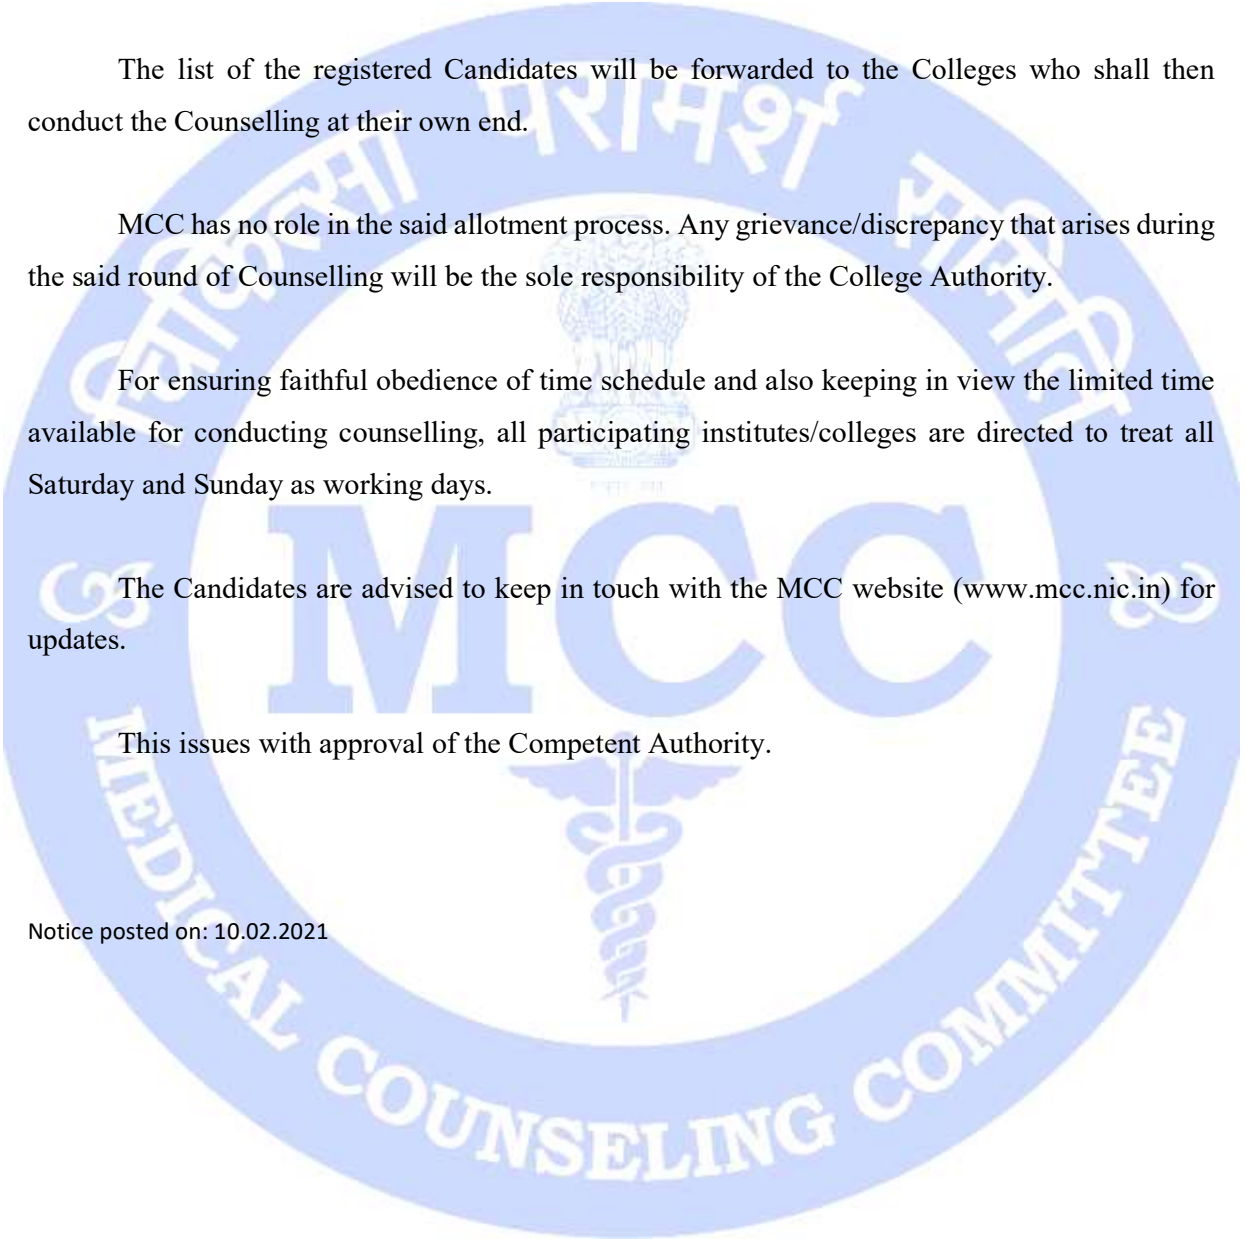 The list of the registered Candidates will be forwarded to the Colleges who shall then
conduct the Counselling at their own end.
MCC has no role in the said allotment process. Any grievance/discrepancy that arises during
the said round of Counselling will be the sole responsibility of the College Authority.
For ensuring faithful obedience of time schedule and also keeping in view the limited time
available for conducting counselling, all participating institutes/colleges are directed to treat all
Saturday and Sunday as working days.
The Candidates are advised to keep in touch with the MCC website (www.mcc.nic.in) for
updates.
This issues with approval of the Competent Authority.
Notice posted on: 10.02.2021
चिकित्सा परामर्श समिति
MCC
MEDICAL COUNSELING COMMITTEE